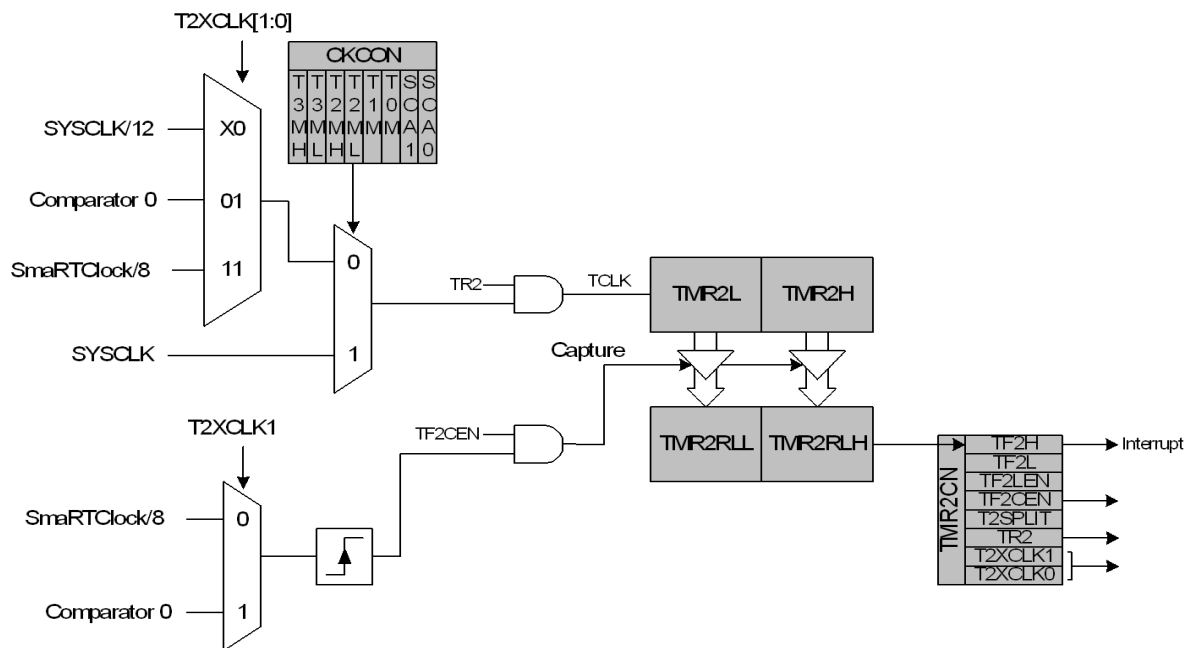 T2XCLK[1:0]
CKCON
T3MH T3ML T2MH T2ML T1M T0M SCA1 SCA0
SYSCLK/12
X0
Comparator 0
01
SmaRTClock/8
11
0
TR2
TCLK
TMR2L
TMR2H
SYSCLK
1
Capture
T2XCLK1
TF2CEN
TMR2RLL
TMR2RLH
TMR2CN
TF2H
Interrupt
TF2L
TF2LEN
TF2CEN
T2SPLIT
TR2
T2XCLK1
T2XCLK0
SmaRTClock/8
0
Comparator 0
1